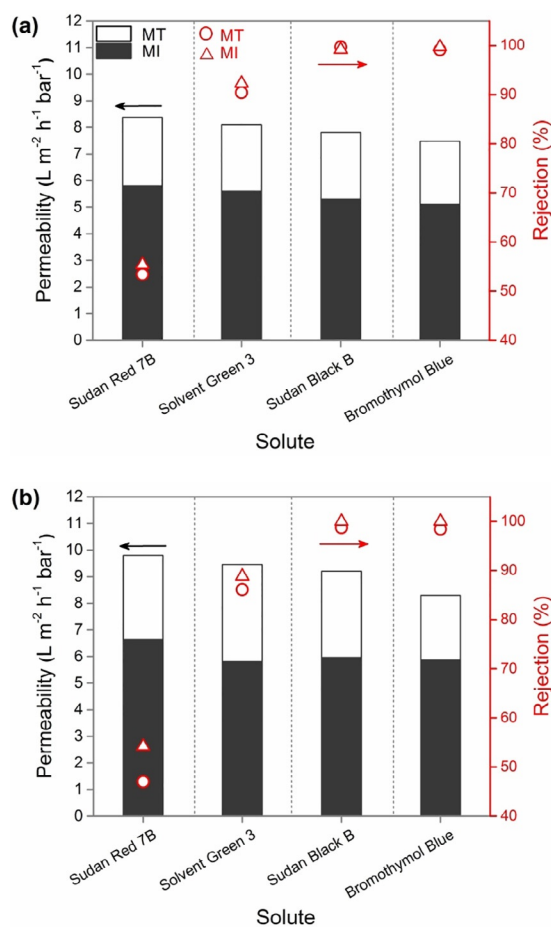 (a)
MT
MI
MT
MI
Permeability (L m⁻² h⁻¹ bar⁻¹)
12
11
10
9
8
7
6
5
4
3
2
1
0
100
90
80
70
60
50
40
Rejection (%)
Sudan Red 7B
Solvent Green 3
Sudan Black B
Bromothymol Blue
Solute
(b)
Permeability (L m⁻² h⁻¹ bar⁻¹)
12
11
10
9
8
7
6
5
4
3
2
1
0
100
90
80
70
60
50
40
Rejection (%)
Sudan Red 7B
Solvent Green 3
Sudan Black B
Bromothymol Blue
Solute